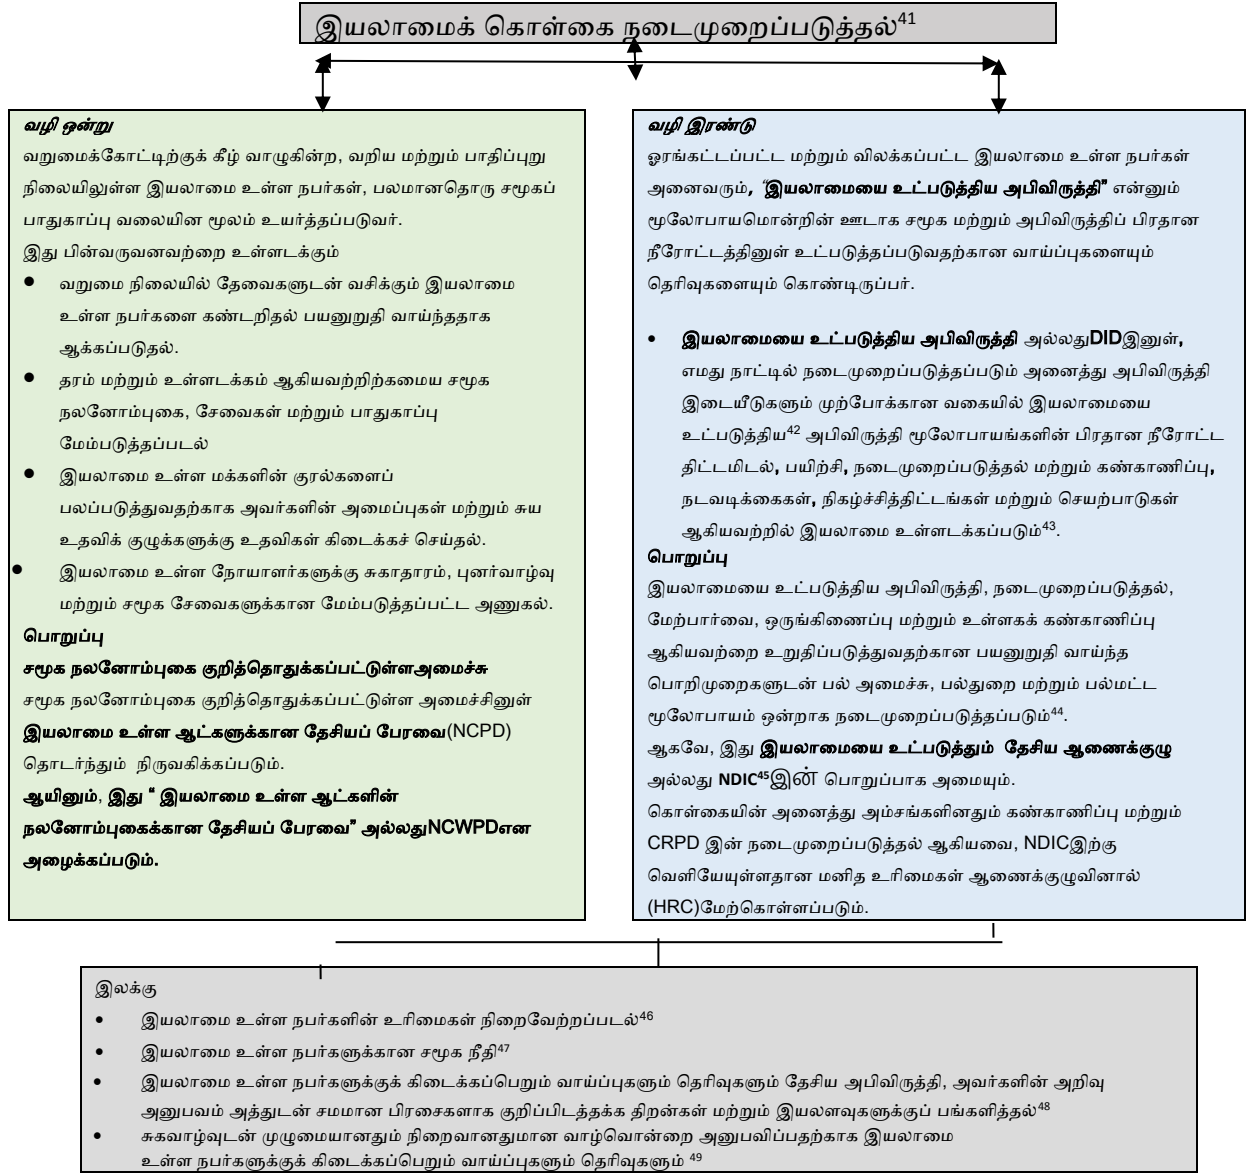 இயலாமைக் கொள்கை நடைமுறைப்படுத்தல்41
வழி ஒன்று
வறுமைக்கோட்டிற்குக் கீழ் வாழுகின்ற, வறிய மற்றும் பாதிப்புறு
நிலையிலுள்ள இயலாமை உள்ள நபர்கள், பலமானதொரு சமூகப்
பாதுகாப்பு வலையின மூலம் உயர்த்தப்படுவர்.
இது பின்வருவனவற்றை உள்ளடக்கும்
● வறுமை நிலையில் தேவைகளுடன் வசிக்கும் இயலாமை
உள்ள நபர்களை கண்டறிதல் பயனுறுதி வாய்ந்ததாக
ஆக்கப்படுதல்.
● தரம் மற்றும் உள்ளடக்கம் ஆகியவற்றிற்கமைய சமூக
நலனோம்புகை, சேவைகள் மற்றும் பாதுகாப்பு
மேம்படுத்தப்படல்
● இயலாமை உள்ள மக்களின் குரல்களைப்
பலப்படுத்துவதற்காக அவர்களின் அமைப்புகள் மற்றும் சுய
உதவிக் குழுக்களுக்கு உதவிகள் கிடைக்கச் செய்தல்.
● இயலாமை உள்ள நோயாளர்களுக்கு சுகாதாரம், புனர்வாழ்வு
மற்றும் சமூக சேவைகளுக்கான மேம்படுத்தப்பட்ட அணுகல்.
பொறுப்பு
சமூக நலனோம்புகை குறித்தொதுக்கப்பட்டுள்ளஅமைச்சு
சமூக நலனோம்புகை குறித்தொதுக்கப்பட்டுள்ள அமைச்சினுள்
இயலாமை உள்ள ஆட்களுக்கான தேசியப் பேரவை(NCPD)
தொடர்ந்தும் நிருவகிக்கப்படும்.
ஆயினும், இது “ இயலாமை உள்ள ஆட்களின்
நலனோம்புகைக்கான தேசியப் பேரவை” அல்லதுNCWPDஎன
அழைக்கப்படும்.
வழி இரண்டு
ஓரங்கட்டப்பட்ட மற்றும் விலக்கப்பட்ட இயலாமை உள்ள நபர்கள்
அனைவரும், “இயலாமையை உட்படுத்திய அபிவிருத்தி” என்னும்
மூலோபாயமொன்றின் ஊடாக சமூக மற்றும் அபிவிருத்திப் பிரதான
நீரோட்டத்தினுள் உட்படுத்தப்படுவதற்கான வாய்ப்புகளையும்
தெரிவுகளையும் கொண்டிருப்பர்.
• இயலாமையை உட்படுத்திய அபிவிருத்தி அல்லதுDIDஇனுள்,
எமது நாட்டில் நடைமுறைப்படுத்தப்படும் அனைத்து அபிவிருத்தி
இடையீடுகளும் முற்போக்கான வகையில் இயலாமையை
உட்படுத்திய42 அபிவிருத்தி மூலோபாயங்களின் பிரதான நீரோட்ட
திட்டமிடல், பயிற்சி, நடைமுறைப்படுத்தல் மற்றும் கண்காணிப்பு,
நடவடிக்கைகள், நிகழ்ச்சித்திட்டங்கள் மற்றும் செயற்பாடுகள்
ஆகியவற்றில் இயலாமை உள்ளடக்கப்படும்43.
பொறுப்பு
இயலாமையை உட்படுத்திய அபிவிருத்தி, நடைமுறைப்படுத்தல்,
மேற்பார்வை, ஒருங்கிணைப்பு மற்றும் உள்ளகக் கண்காணிப்பு
ஆகியவற்றை உறுதிப்படுத்துவதற்கான பயனுறுதி வாய்ந்த
பொறிமுறைகளுடன் பல் அமைச்சு, பல்துறை மற்றும் பல்மட்ட
மூலோபாயம் ஒன்றாக நடைமுறைப்படுத்தப்படும்44.
ஆகவே, இது இயலாமையை உட்படுத்தும் தேசிய ஆணைக்குழு
அல்லது NDIC45இன் பொறுப்பாக அமையும்.
கொள்கையின் அனைத்து அம்சங்களினதும் கண்காணிப்பு மற்றும்
CRPD இன் நடைமுறைப்படுத்தல் ஆகியவை, NDICஇற்கு
வெளியேயுள்ளதான மனித உரிமைகள் ஆணைக்குழுவினால்
(HRC)மேற்கொள்ளப்படும்.
இலக்கு
• இயலாமை உள்ள நபர்களின் உரிமைகள் நிறைவேற்றப்படல்46
• இயலாமை உள்ள நபர்களுக்கான சமூக நீதி47
• இயலாமை உள்ள நபர்களுக்குக் கிடைக்கப்பெறும் வாய்ப்புகளும் தெரிவுகளும் தேசிய அபிவிருத்தி, அவர்களின் அறிவு
அனுபவம் அத்துடன் சமமான பிரசைகளாக குறிப்பிடத்தக்க திறன்கள் மற்றும் இயலளவுகளுக்குப் பங்களித்தல்48
• சுகவாழ்வுடன் முழுமையானதும் நிறைவானதுமான வாழ்வொன்றை அனுபவிப்பதற்காக இயலாமை
உள்ள நபர்களுக்குக் கிடைக்கப்பெறும் வாய்ப்புகளும் தெரிவுகளும் 49